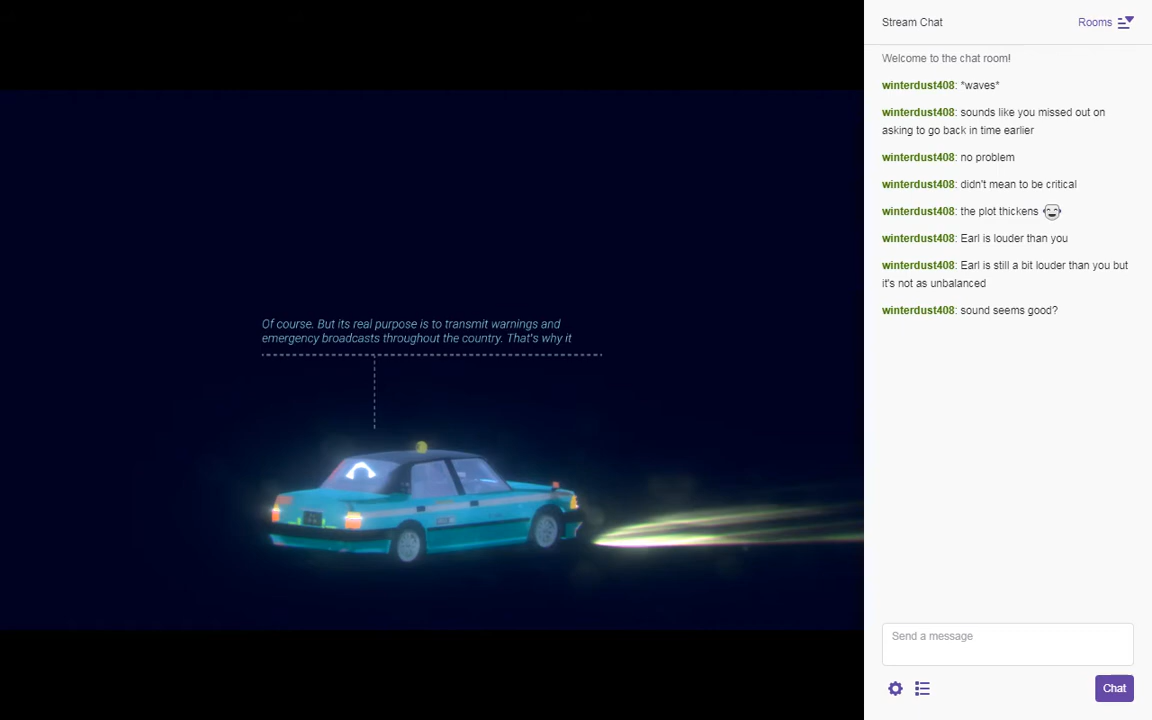 Stream Chat
Rooms
Welcome to the chat room!
winterdust408: *waves*
winterdust408: sounds like you missed out on
asking to go back in time earlier
winterdust408: no problem
winterdust408: didn't mean to be critical
winterdust408: the plot thickens
winterdust408: Earl is louder than you
winterdust408: Earl is still a bit louder than you but
it's not as unbalanced
winterdust408: sound seems good?
Of course. But its real purpose is to transmit warnings and
emergency broadcasts throughout the country. That's why it
Send a message
Chat